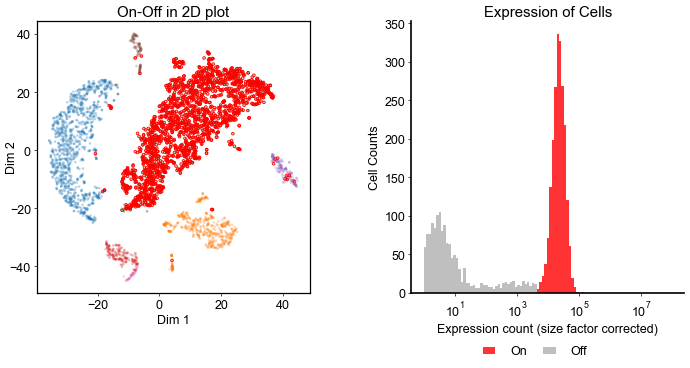 On-Off in 2D plot
40
20
0
−20
−40
Dim 2
−20
0
20
40
Dim 1
Expression of Cells
350
300
250
200
150
100
50
0
Cell Counts
10^1
10^3
10^5
10^7
Expression count (size factor corrected)
On
Off